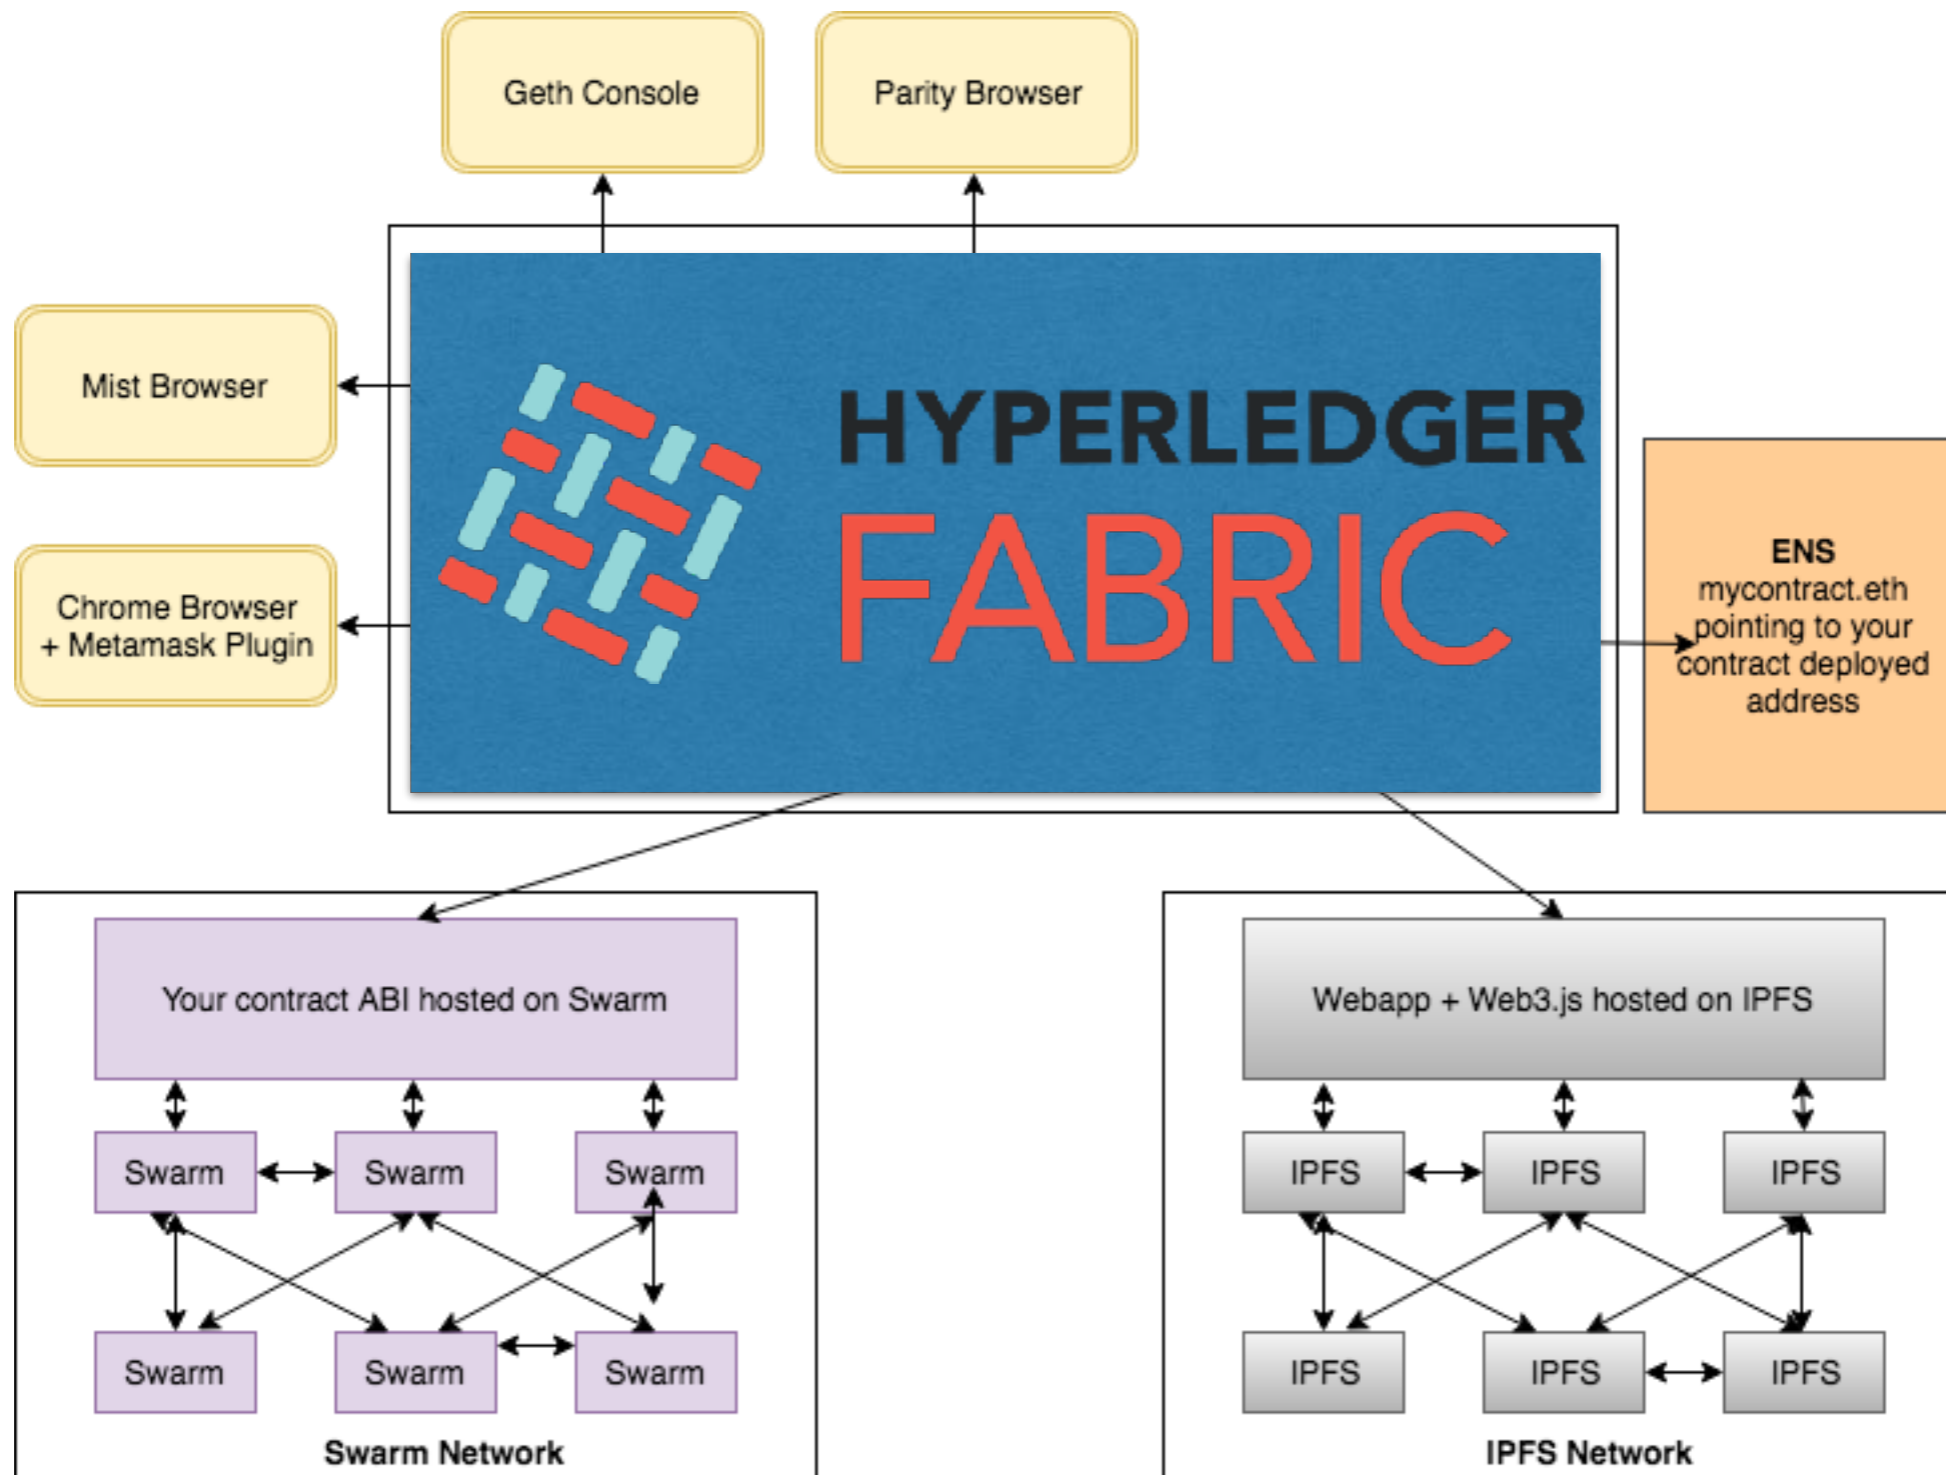 Geth Console
Parity Browser
Mist Browser
HYPERLEDGER
FABRIC
Chrome Browser
+ Metamask Plugin
ENS
mycontract.eth
pointing to your
contract deployed
address
Your contract ABI hosted on Swarm
Swarm
Swarm
Swarm
Swarm
Swarm
Swarm
Swarm Network
Webapp + Web3.js hosted on IPFS
IPFS
IPFS
IPFS
IPFS
IPFS
IPFS
IPFS Network